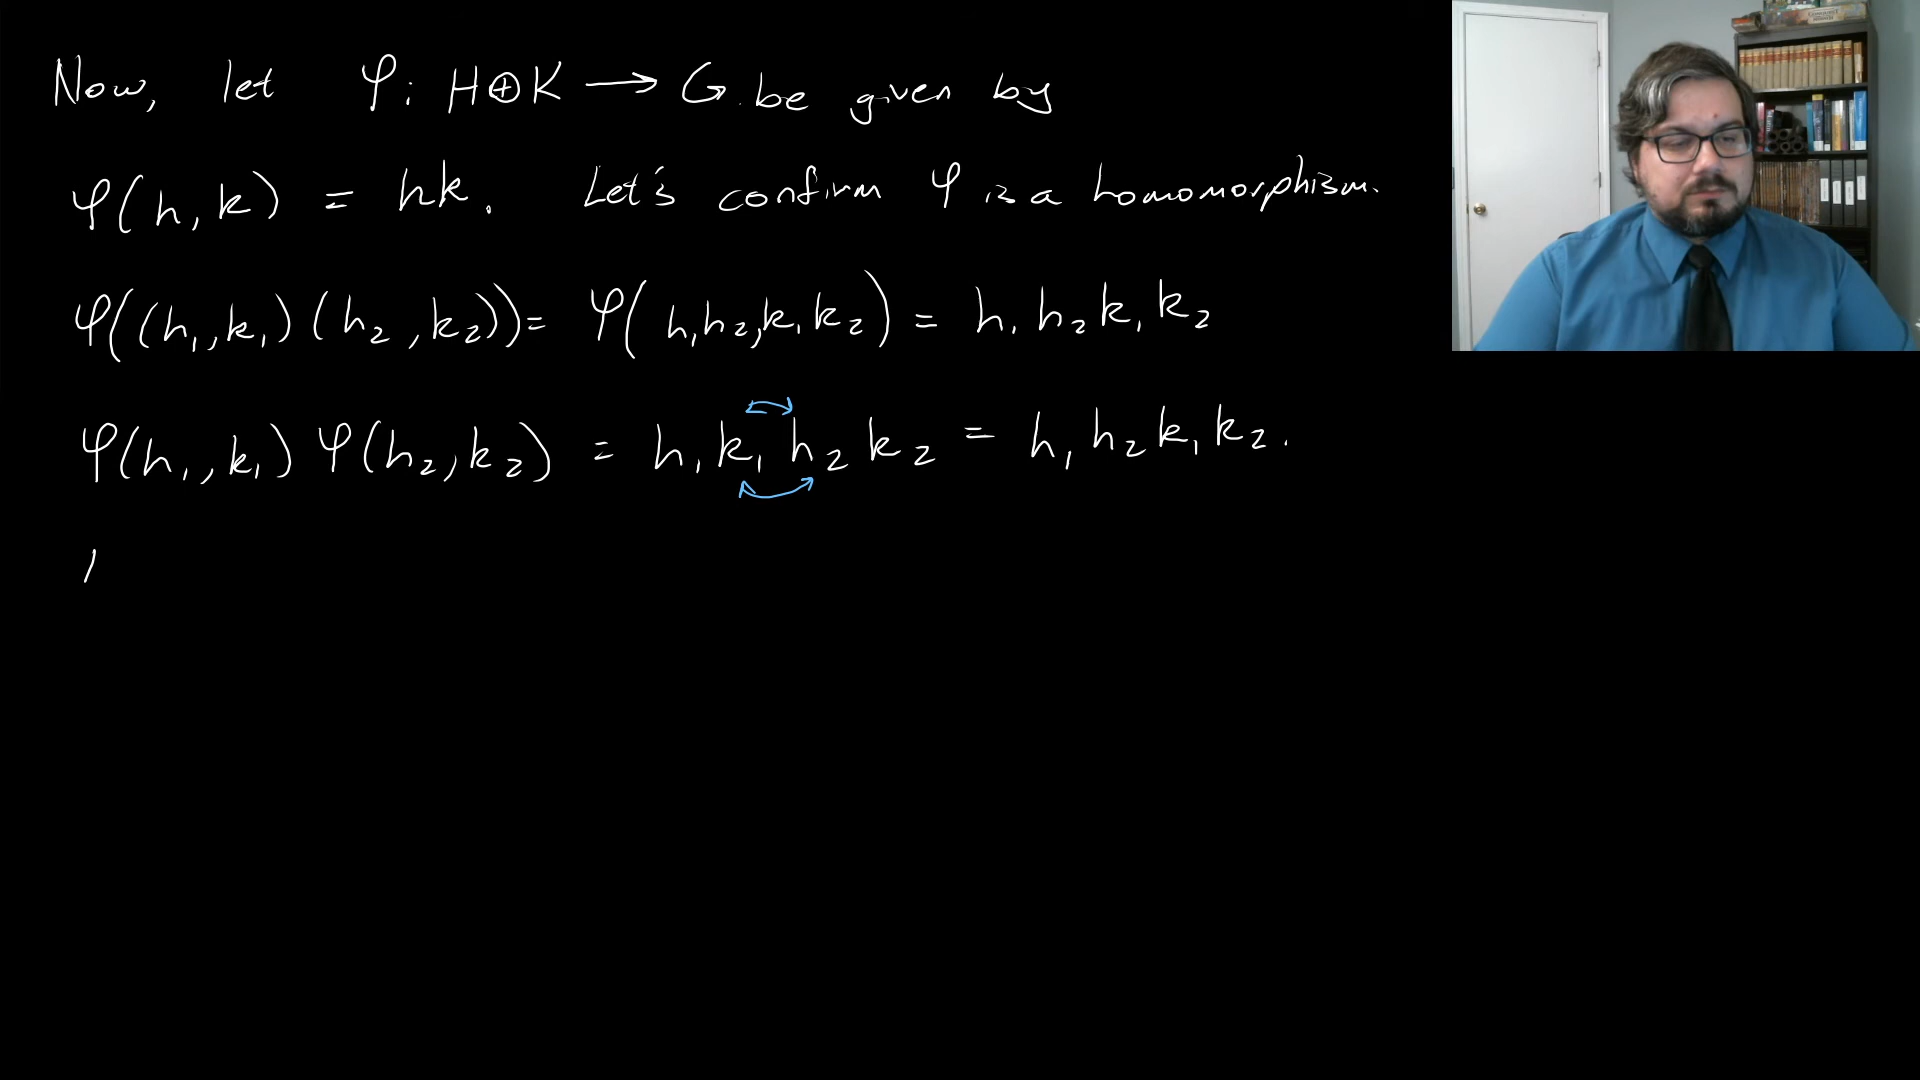 Now, let φ: H⊕K → G be given by
φ(h,k) = hk. Let's confirm φ is a homomorphism.
φ((h₁,k₁)(h₂,k₂)) = φ(h₁h₂,k₁k₂) = h₁h₂k₁k₂
φ(h₁,k₁)φ(h₂,k₂) = h₁k₁h₂k₂ = h₁h₂k₁k₂.